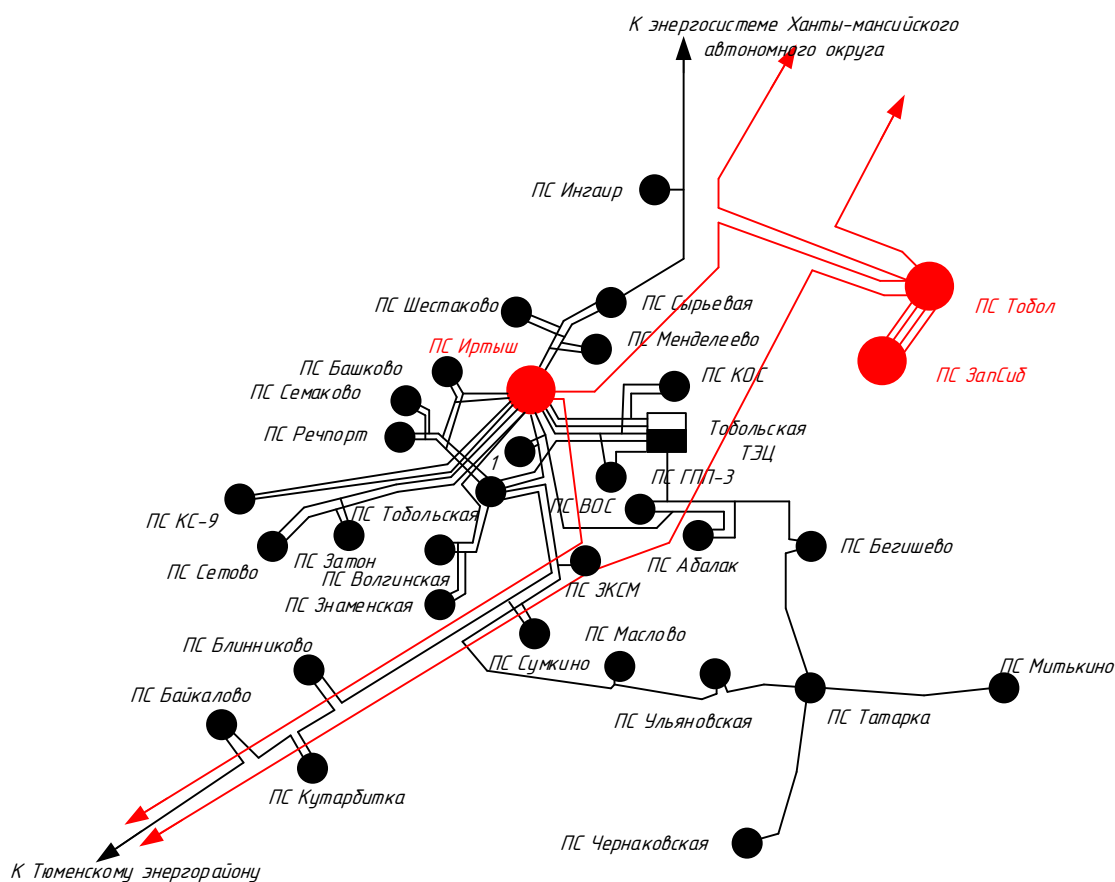 К энергосистеме Ханты-мансийского
автономного округа
ПС Ингаир
ПС Шестаково
ПС Сырьевая
ПС Тобол
ПС Иртыш
ПС Менделеево
ПС Башково
ПС КОС
ПС ЗапСиб
ПС Семаково
ПС Речпорт
Тобольская
ТЭЦ
1
ПС ГПП-3
ПС КС-9
ПС Тобольская
ПС ВОС
ПС Затон
ПС Абалак
ПС Бегишево
ПС Сетово
ПС Волгинская
ПС ЭКСМ
ПС Знаменская
ПС Маслово
ПС Блинниково
ПС Сумкино
ПС Митькино
ПС Байкалово
ПС Ульяновская
ПС Татарка
ПС Кутарбитка
ПС Чернаковская
К Тюменскому энергорайону